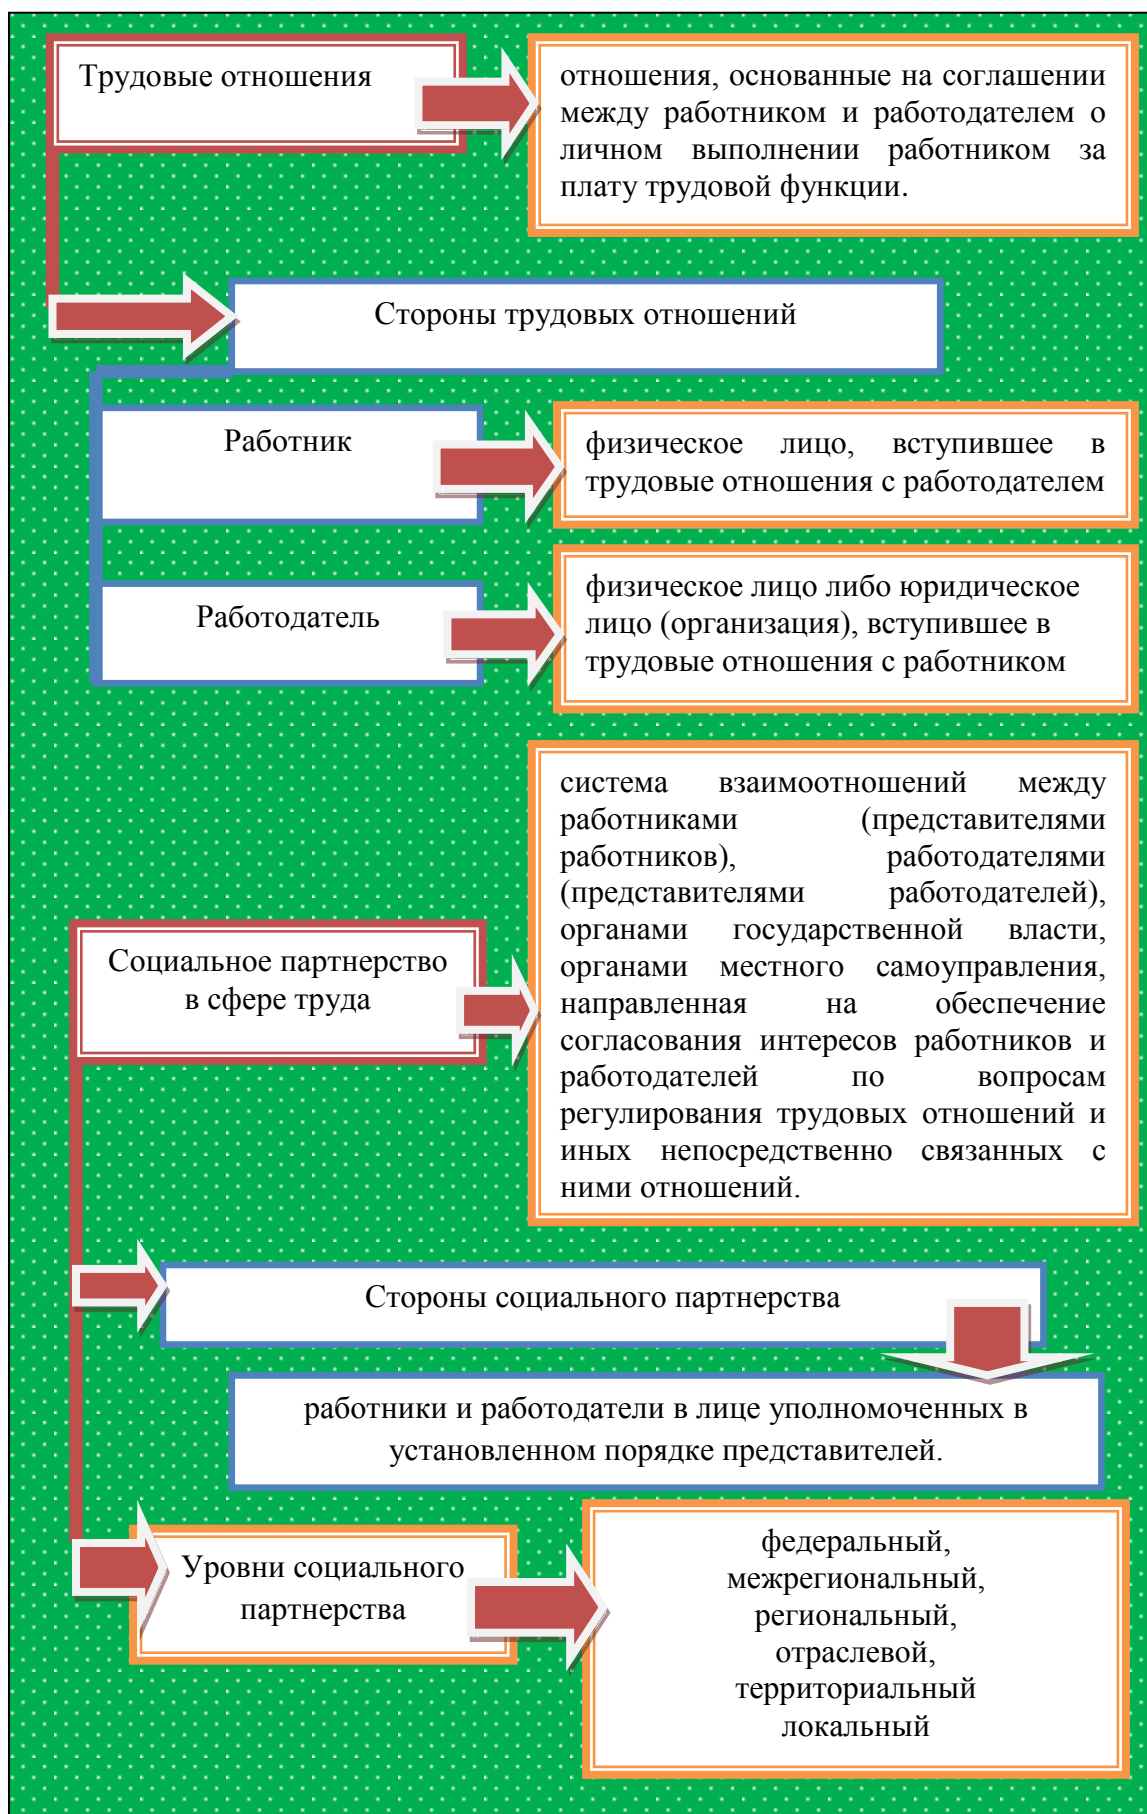 Трудовые отношения
отношения, основанные на соглашении
между работником и работодателем о
личном выполнении работником за
плату трудовой функции.
Стороны трудовых отношений
Работник
физическое лицо, вступившее в
трудовые отношения с работодателем
Работодатель
физическое лицо либо юридическое
лицо (организация), вступившее в
трудовые отношения с работником
система взаимоотношений между
работниками (представителями
работников), работодателями
(представителями работодателей),
органами государственной власти,
органами местного самоуправления,
направленная на обеспечение
согласования интересов работников и
работодателей по вопросам
регулирования трудовых отношений и
иных непосредственно связанных с
ними отношений.
Социальное партнерство
в сфере труда
Стороны социального партнерства
работники и работодатели в лице уполномоченных в
установленном порядке представителей.
Уровни социального
партнерства
федеральный,
межрегиональный,
региональный,
отраслевой,
территориальный
локальный